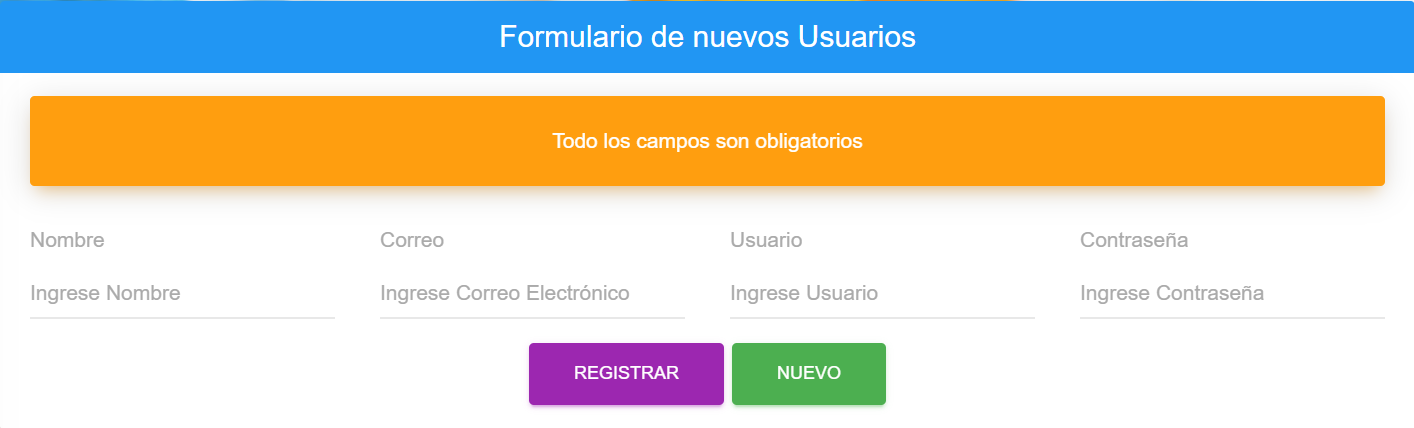 Formulario de nuevos Usuarios
Todo los campos son obligatorios
Nombre Correo Usuario Contraseña
Ingrese Nombre Ingrese Correo Electrónico Ingrese Usuario Ingrese Contraseña
REGISTRAR NUEVO